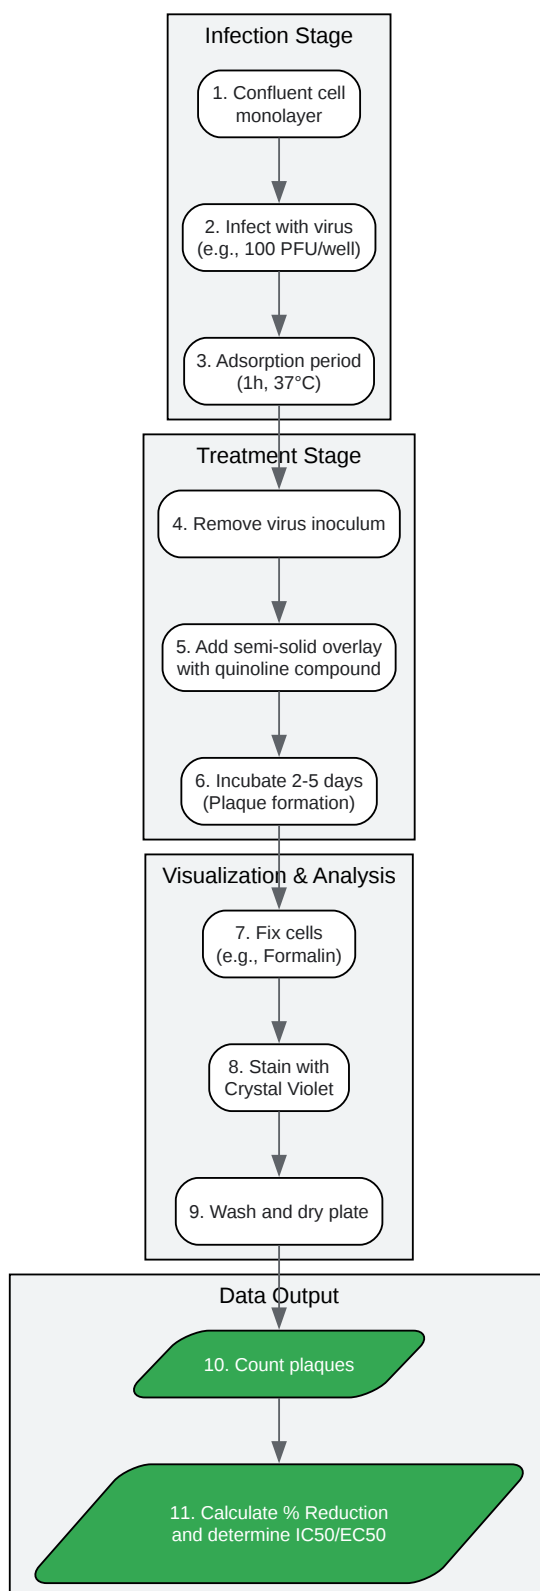 Infection Stage
1. Confluent cell
monolayer
2. Infect with virus
(e.g., 100 PFU/well)
3. Adsorption period
(1h, 37°C)
Treatment Stage
4. Remove virus inoculum
5. Add semi-solid overlay
with quinoline compound
6. Incubate 2-5 days
(Plaque formation)
Visualization & Analysis
7. Fix cells
(e.g., Formalin)
8. Stain with
Crystal Violet
9. Wash and dry plate
Data Output
10. Count plaques
11. Calculate % Reduction
and determine IC50/EC50